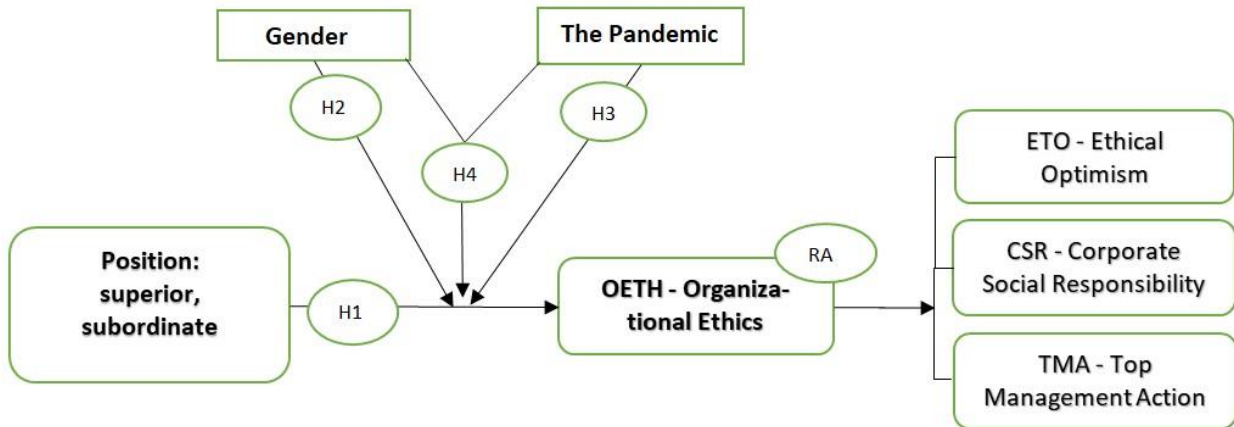 Gender
The Pandemic
H2
H3
H4
Position:
superior,
subordinate
H1
OETH - Organiza-
tional Ethics
RA
ETO - Ethical
Optimism
CSR - Corporate
Social Responsibility
TMA - Top
Management Action